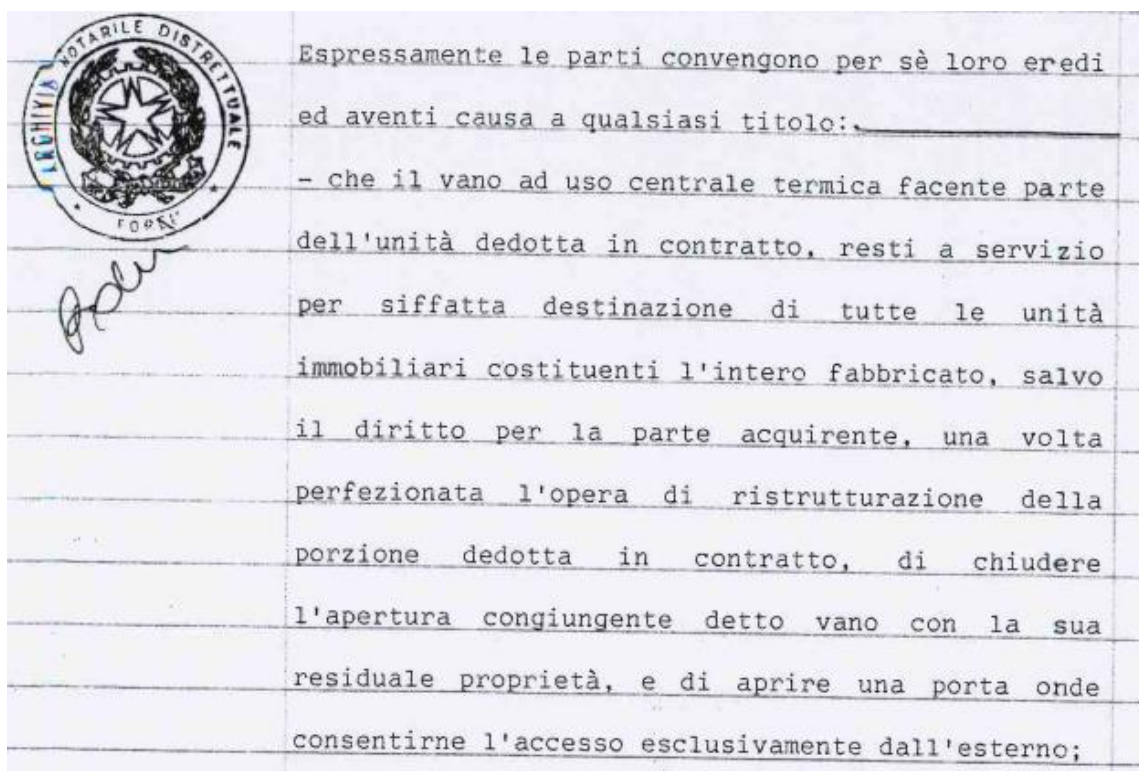 ARCHIVIO NOTARILE DISTRETTUALE
FORLI'
Espressamente le parti convengono per sè loro eredi
ed aventi causa a qualsiasi titolo:
- che il vano ad uso centrale termica facente parte
dell'unità dedotta in contratto, resti a servizio
per siffatta destinazione di tutte le unità
immobiliari costituenti l'intero fabbricato, salvo
il diritto per la parte acquirente, una volta
perfezionata l'opera di ristrutturazione della
porzione dedotta in contratto, di chiudere
l'apertura congiungente detto vano con la sua
residuale proprietà, e di aprire una porta onde
consentirne l'accesso esclusivamente dall'esterno;